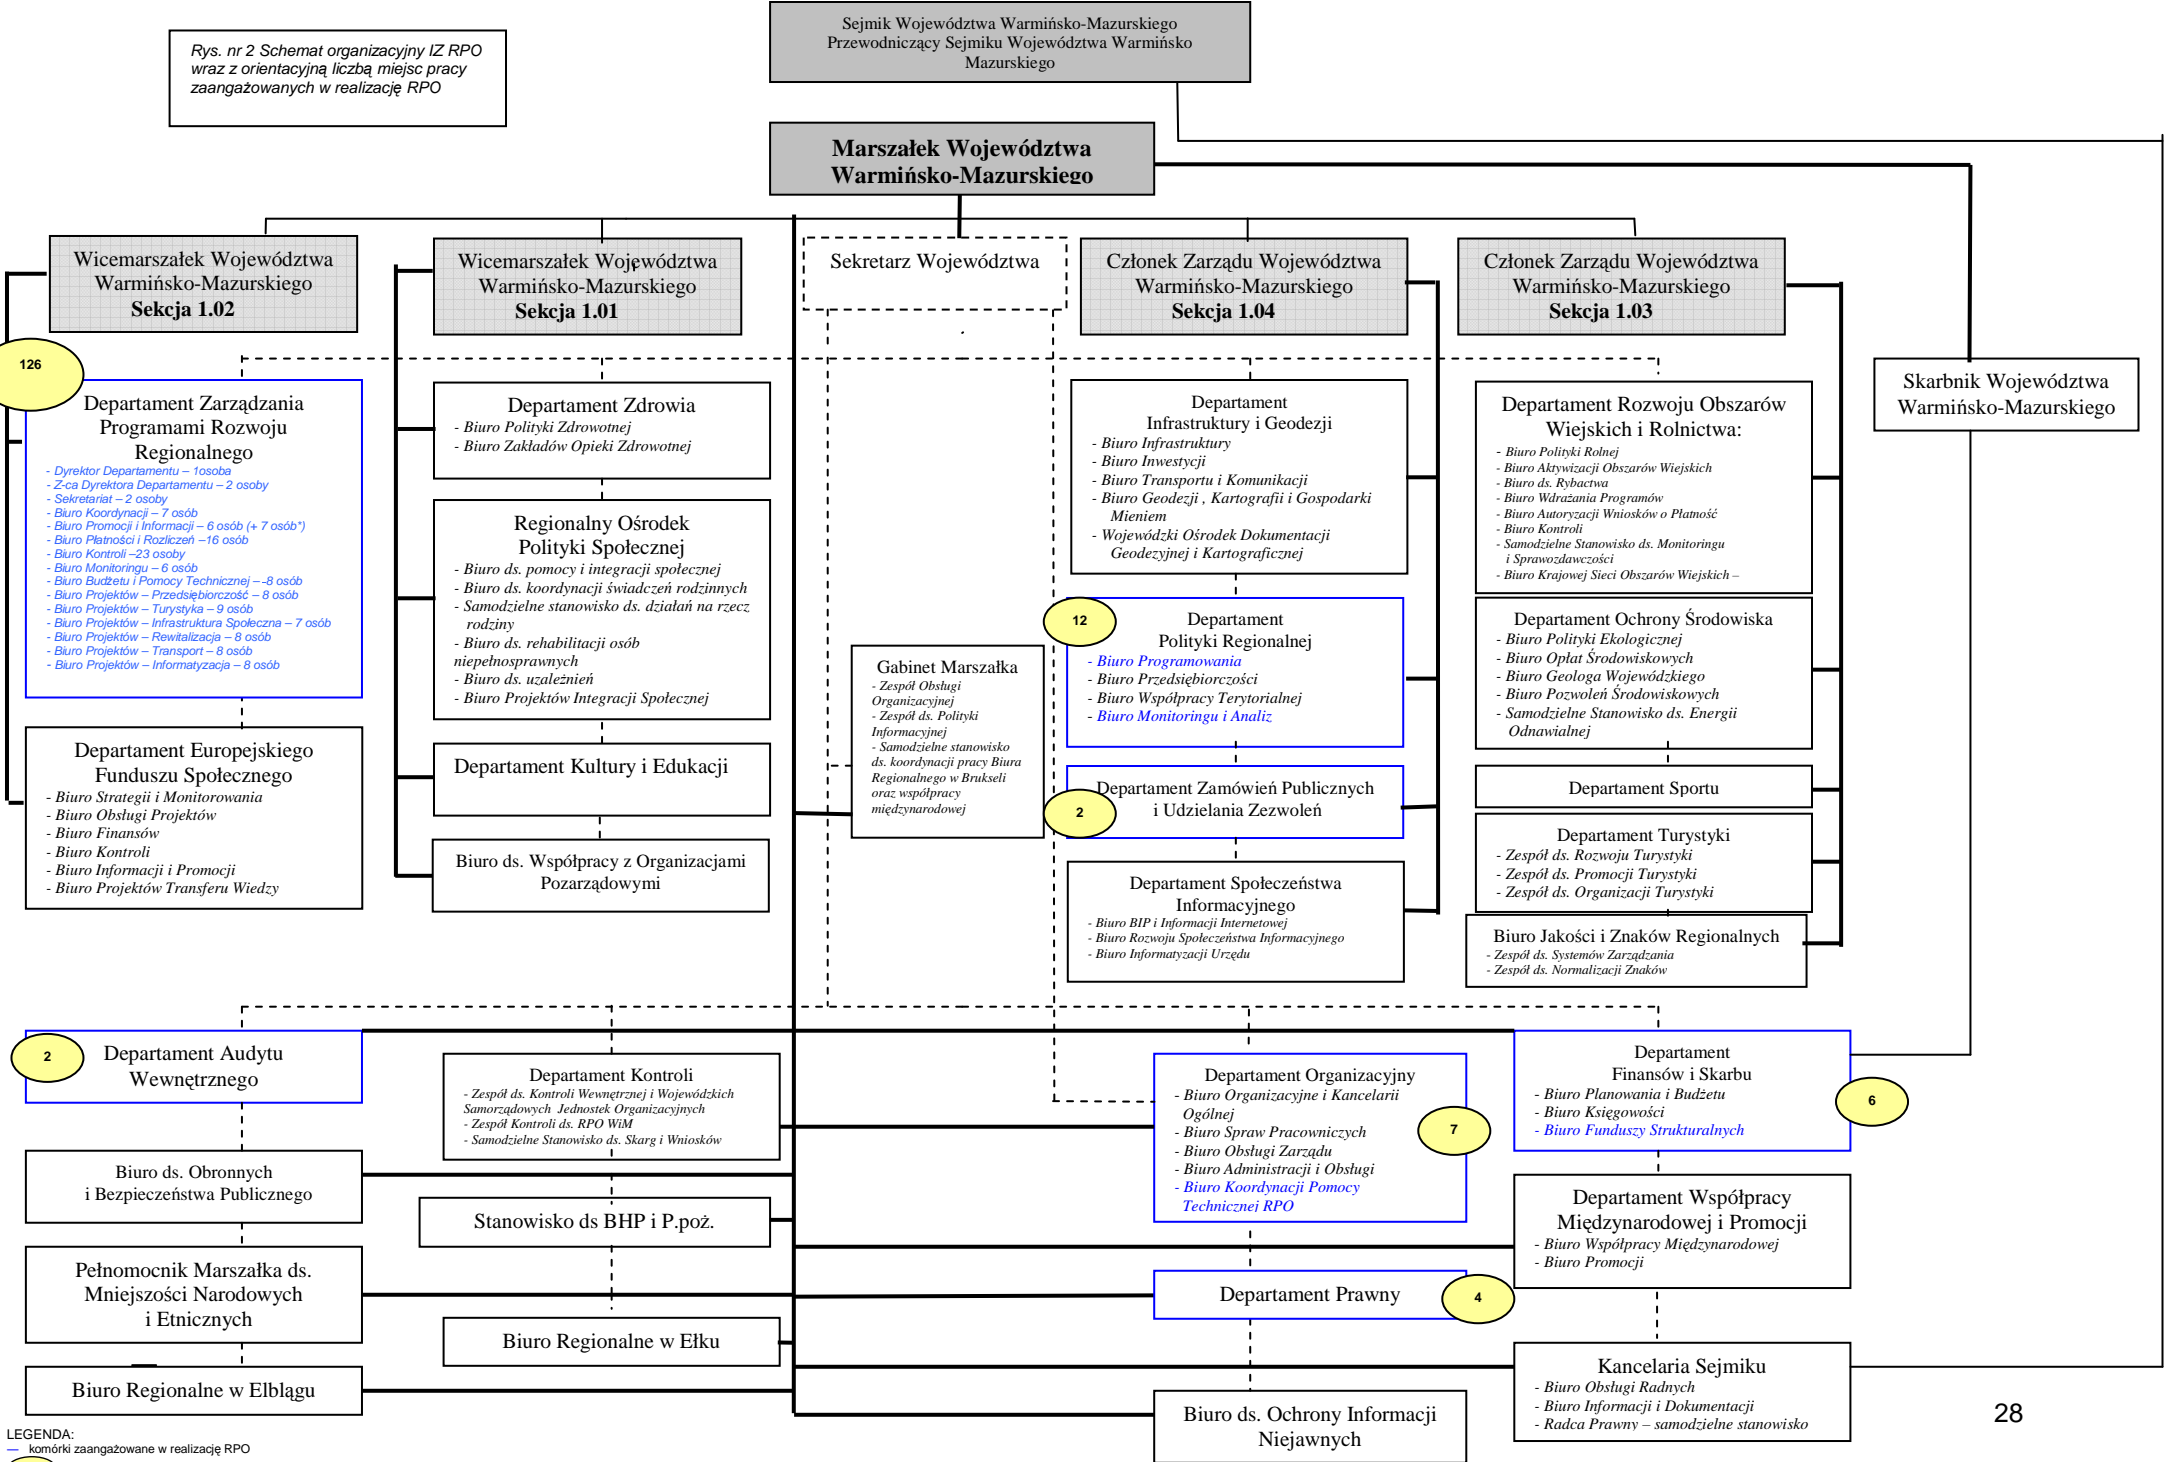 Rys. nr 2 Schemat organizacyjny IZ RPO
wraz z orientacyjną liczbą miejsc pracy
zaangażowanych w realizację RPO
Sejmik Województwa Warmińsko-Mazurskiego
Przewodniczący Sejmiku Województwa Warmińsko
Mazurskiego
Marszałek Województwa
Warmińsko-Mazurskiego
Wicemarszałek Województwa
Warmińsko-Mazurskiego
Sekcja 1.02
Wicemarszałek Województwa
Warmińsko-Mazurskiego
Sekcja 1.01
Sekretarz Województwa
Członek Zarządu Województwa
Warmińsko-Mazurskiego
Sekcja 1.04
Członek Zarządu Województwa
Warmińsko-Mazurskiego
Sekcja 1.03
Skarbnik Województwa
Warmińsko-Mazurskiego
126
Departament Zarządzania
Programami Rozwoju
Regionalnego
- Dyrektor Departamentu – 1osoba
- Z-ca Dyrektora Departamentu – 2 osoby
- Sekretariat – 2 osoby
- Biuro Koordynacji – 7 osób
- Biuro Promocji i Informacji – 6 osób (+ 7 osób*)
- Biuro Płatności i Rozliczeń –16 osób
- Biuro Kontroli –23 osoby
- Biuro Monitoringu – 6 osób
- Biuro Budżetu i Pomocy Technicznej – -8 osób
- Biuro Projektów – Przedsiębiorczość – 8 osób
- Biuro Projektów – Turystyka – 9 osób
- Biuro Projektów – Infrastruktura Społeczna – 7 osób
- Biuro Projektów – Rewitalizacja – 8 osób
- Biuro Projektów – Transport – 8 osób
- Biuro Projektów – Informatyzacja – 8 osób
Departament Europejskiego
Funduszu Społecznego
- Biuro Strategii i Monitorowania
- Biuro Obsługi Projektów
- Biuro Finansów
- Biuro Kontroli
- Biuro Informacji i Promocji
- Biuro Projektów Transferu Wiedzy
Departament Zdrowia
- Biuro Polityki Zdrowotnej
- Biuro Zakładów Opieki Zdrowotnej
Regionalny Ośrodek
Polityki Społecznej
- Biuro ds. pomocy i integracji społecznej
- Biuro ds. koordynacji świadczeń rodzinnych
- Samodzielne stanowisko ds. działań na rzecz
rodziny
- Biuro ds. rehabilitacji osób
niepełnosprawnych
- Biuro ds. uzależnień
- Biuro Projektów Integracji Społecznej
Departament Kultury i Edukacji
Biuro ds. Współpracy z Organizacjami
Pozarządowymi
Gabinet Marszałka
- Zespół Obsługi
Organizacyjnej
- Zespół ds. Polityki
Informacyjnej
- Samodzielne stanowisko
ds. koordynacji pracy Biura
Regionalnego w Brukseli
oraz współpracy
międzynarodowej
Departament
Infrastruktury i Geodezji
- Biuro Infrastruktury
- Biuro Inwestycji
- Biuro Transportu i Komunikacji
- Biuro Geodezji , Kartografii i Gospodarki
Mieniem
- Wojewódzki Ośrodek Dokumentacji
Geodezyjnej i Kartograficznej
12
Departament
Polityki Regionalnej
- Biuro Programowania
- Biuro Przedsiębiorczości
- Biuro Współpracy Terytorialnej
- Biuro Monitoringu i Analiz
2
Departament Zamówień Publicznych
i Udzielania Zezwoleń
Departament Społeczeństwa
Informacyjnego
- Biuro BIP i Informacji Internetowej
- Biuro Rozwoju Społeczeństwa Informacyjnego
- Biuro Informatyzacji Urzędu
Departament Rozwoju Obszarów
Wiejskich i Rolnictwa:
- Biuro Polityki Rolnej
- Biuro Aktywizacji Obszarów Wiejskich
- Biuro ds. Rybactwa
- Biuro Wdrażania Programów
- Biuro Autoryzacji Wniosków o Płatność
- Biuro Kontroli
- Samodzielne Stanowisko ds. Monitoringu
i Sprawozdawczości
- Biuro Krajowej Sieci Obszarów Wiejskich –
Departament Ochrony Środowiska
- Biuro Polityki Ekologicznej
- Biuro Opłat Środowiskowych
- Biuro Geologa Wojewódzkiego
- Biuro Pozwoleń Środowiskowych
- Samodzielne Stanowisko ds. Energii
Odnawialnej
Departament Sportu
Departament Turystyki
- Zespół ds. Rozwoju Turystyki
- Zespół ds. Promocji Turystyki
- Zespół ds. Organizacji Turystyki
Biuro Jakości i Znaków Regionalnych
- Zespół ds. Systemów Zarządzania
- Zespół ds. Normalizacji Znaków
2
Departament Audytu
Wewnętrznego
Biuro ds. Obronnych
i Bezpieczeństwa Publicznego
Pełnomocnik Marszałka ds.
Mniejszości Narodowych
i Etnicznych
Biuro Regionalne w Elblągu
Departament Kontroli
- Zespół ds. Kontroli Wewnętrznej i Wojewódzkich
Samorządowych Jednostek Organizacyjnych
- Zespół Kontroli ds. RPO WiM
- Samodzielne Stanowisko ds. Skarg i Wniosków
Stanowisko ds BHP i P.poż.
Biuro Regionalne w Ełku
Departament Organizacyjny
- Biuro Organizacyjne i Kancelarii
Ogólnej
- Biuro Spraw Pracowniczych
- Biuro Obsługi Zarządu
- Biuro Administracji i Obsługi
- Biuro Koordynacji Pomocy
Technicznej RPO
7
Departament Prawny
4
Biuro ds. Ochrony Informacji
Niejawnych
Departament
Finansów i Skarbu
- Biuro Planowania i Budżetu
- Biuro Księgowości
- Biuro Funduszy Strukturalnych
6
Departament Współpracy
Międzynarodowej i Promocji
- Biuro Współpracy Międzynarodowej
- Biuro Promocji
Kancelaria Sejmiku
- Biuro Obsługi Radnych
- Biuro Informacji i Dokumentacji
- Radca Prawny – samodzielne stanowisko
28
LEGENDA:
— komórki zaangażowane w realizację RPO